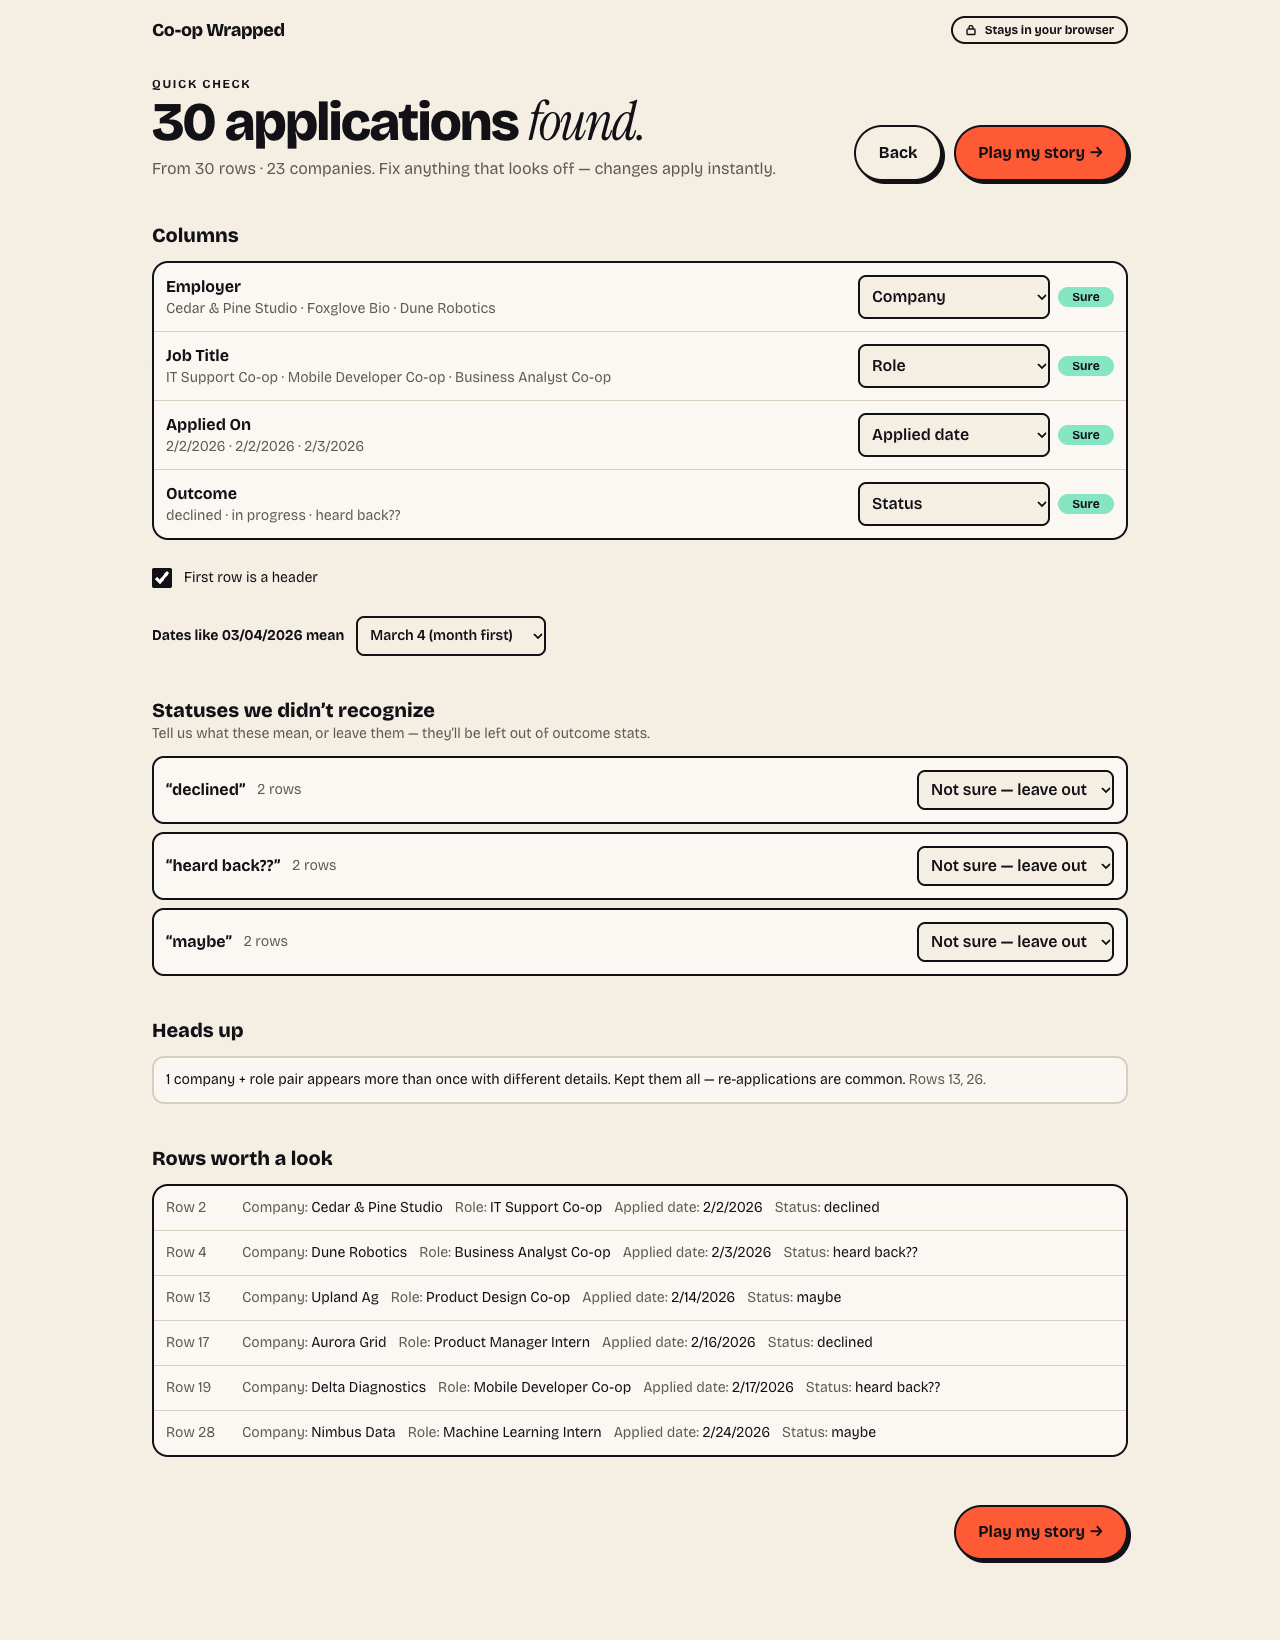 Co-op Wrapped
Stays in your browser
QUICK CHECK
30 applications found.
From 30 rows · 23 companies. Fix anything that looks off — changes apply instantly.
Back
Play my story →
Columns
Employer
Cedar & Pine Studio · Foxglove Bio · Dune Robotics
Company
Sure
Job Title
IT Support Co-op · Mobile Developer Co-op · Business Analyst Co-op
Role
Sure
Applied On
2/2/2026 · 2/2/2026 · 2/3/2026
Applied date
Sure
Outcome
declined · in progress · heard back??
Status
Sure
First row is a header
Dates like 03/04/2026 mean
March 4 (month first)
Statuses we didn’t recognize
Tell us what these mean, or leave them — they’ll be left out of outcome stats.
“declined” 2 rows
Not sure — leave out
“heard back??” 2 rows
Not sure — leave out
“maybe” 2 rows
Not sure — leave out
Heads up
1 company + role pair appears more than once with different details. Kept them all — re-applications are common. Rows 13, 26.
Rows worth a look
Row 2 Company: Cedar & Pine Studio Role: IT Support Co-op Applied date: 2/2/2026 Status: declined
Row 4 Company: Dune Robotics Role: Business Analyst Co-op Applied date: 2/3/2026 Status: heard back??
Row 13 Company: Upland Ag Role: Product Design Co-op Applied date: 2/14/2026 Status: maybe
Row 17 Company: Aurora Grid Role: Product Manager Intern Applied date: 2/16/2026 Status: declined
Row 19 Company: Delta Diagnostics Role: Mobile Developer Co-op Applied date: 2/17/2026 Status: heard back??
Row 28 Company: Nimbus Data Role: Machine Learning Intern Applied date: 2/24/2026 Status: maybe
Play my story →